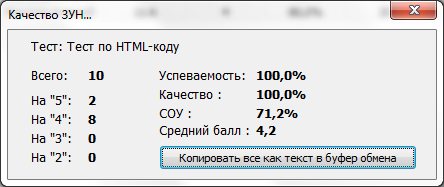 Качество ЗУН...
Тест: Тест по HTML-коду
Всего: 10
На "5": 2
На "4": 8
На "3": 0
На "2": 0
Успеваемость: 100,0%
Качество : 100,0%
СОУ : 71,2%
Средний балл : 4,2
Копировать все как текст в буфер обмена